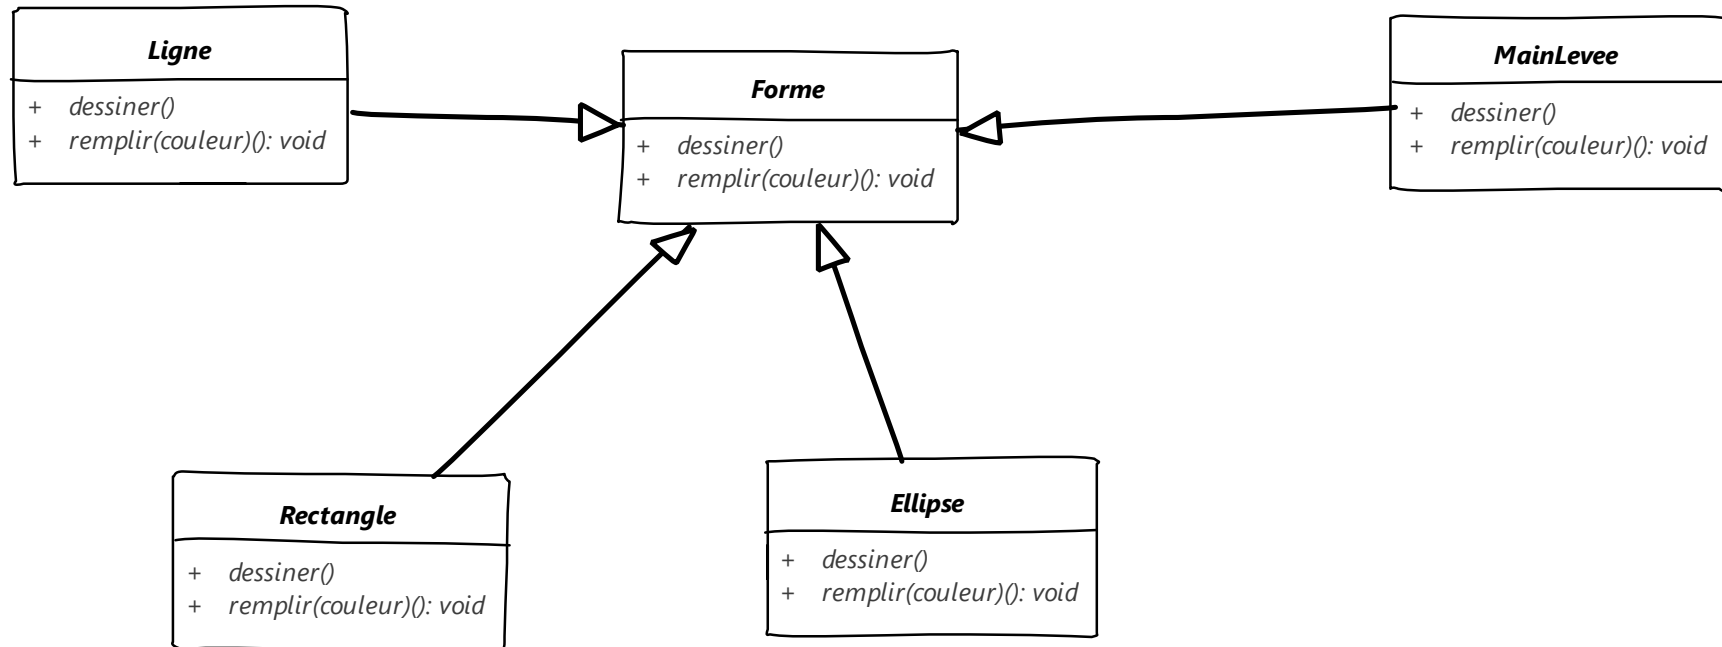 Ligne
+ dessiner()
+ remplir(couleur)(): void
Forme
+ dessiner()
+ remplir(couleur)(): void
MainLevee
+ dessiner()
+ remplir(couleur)(): void
Rectangle
+ dessiner()
+ remplir(couleur)(): void
Ellipse
+ dessiner()
+ remplir(couleur)(): void